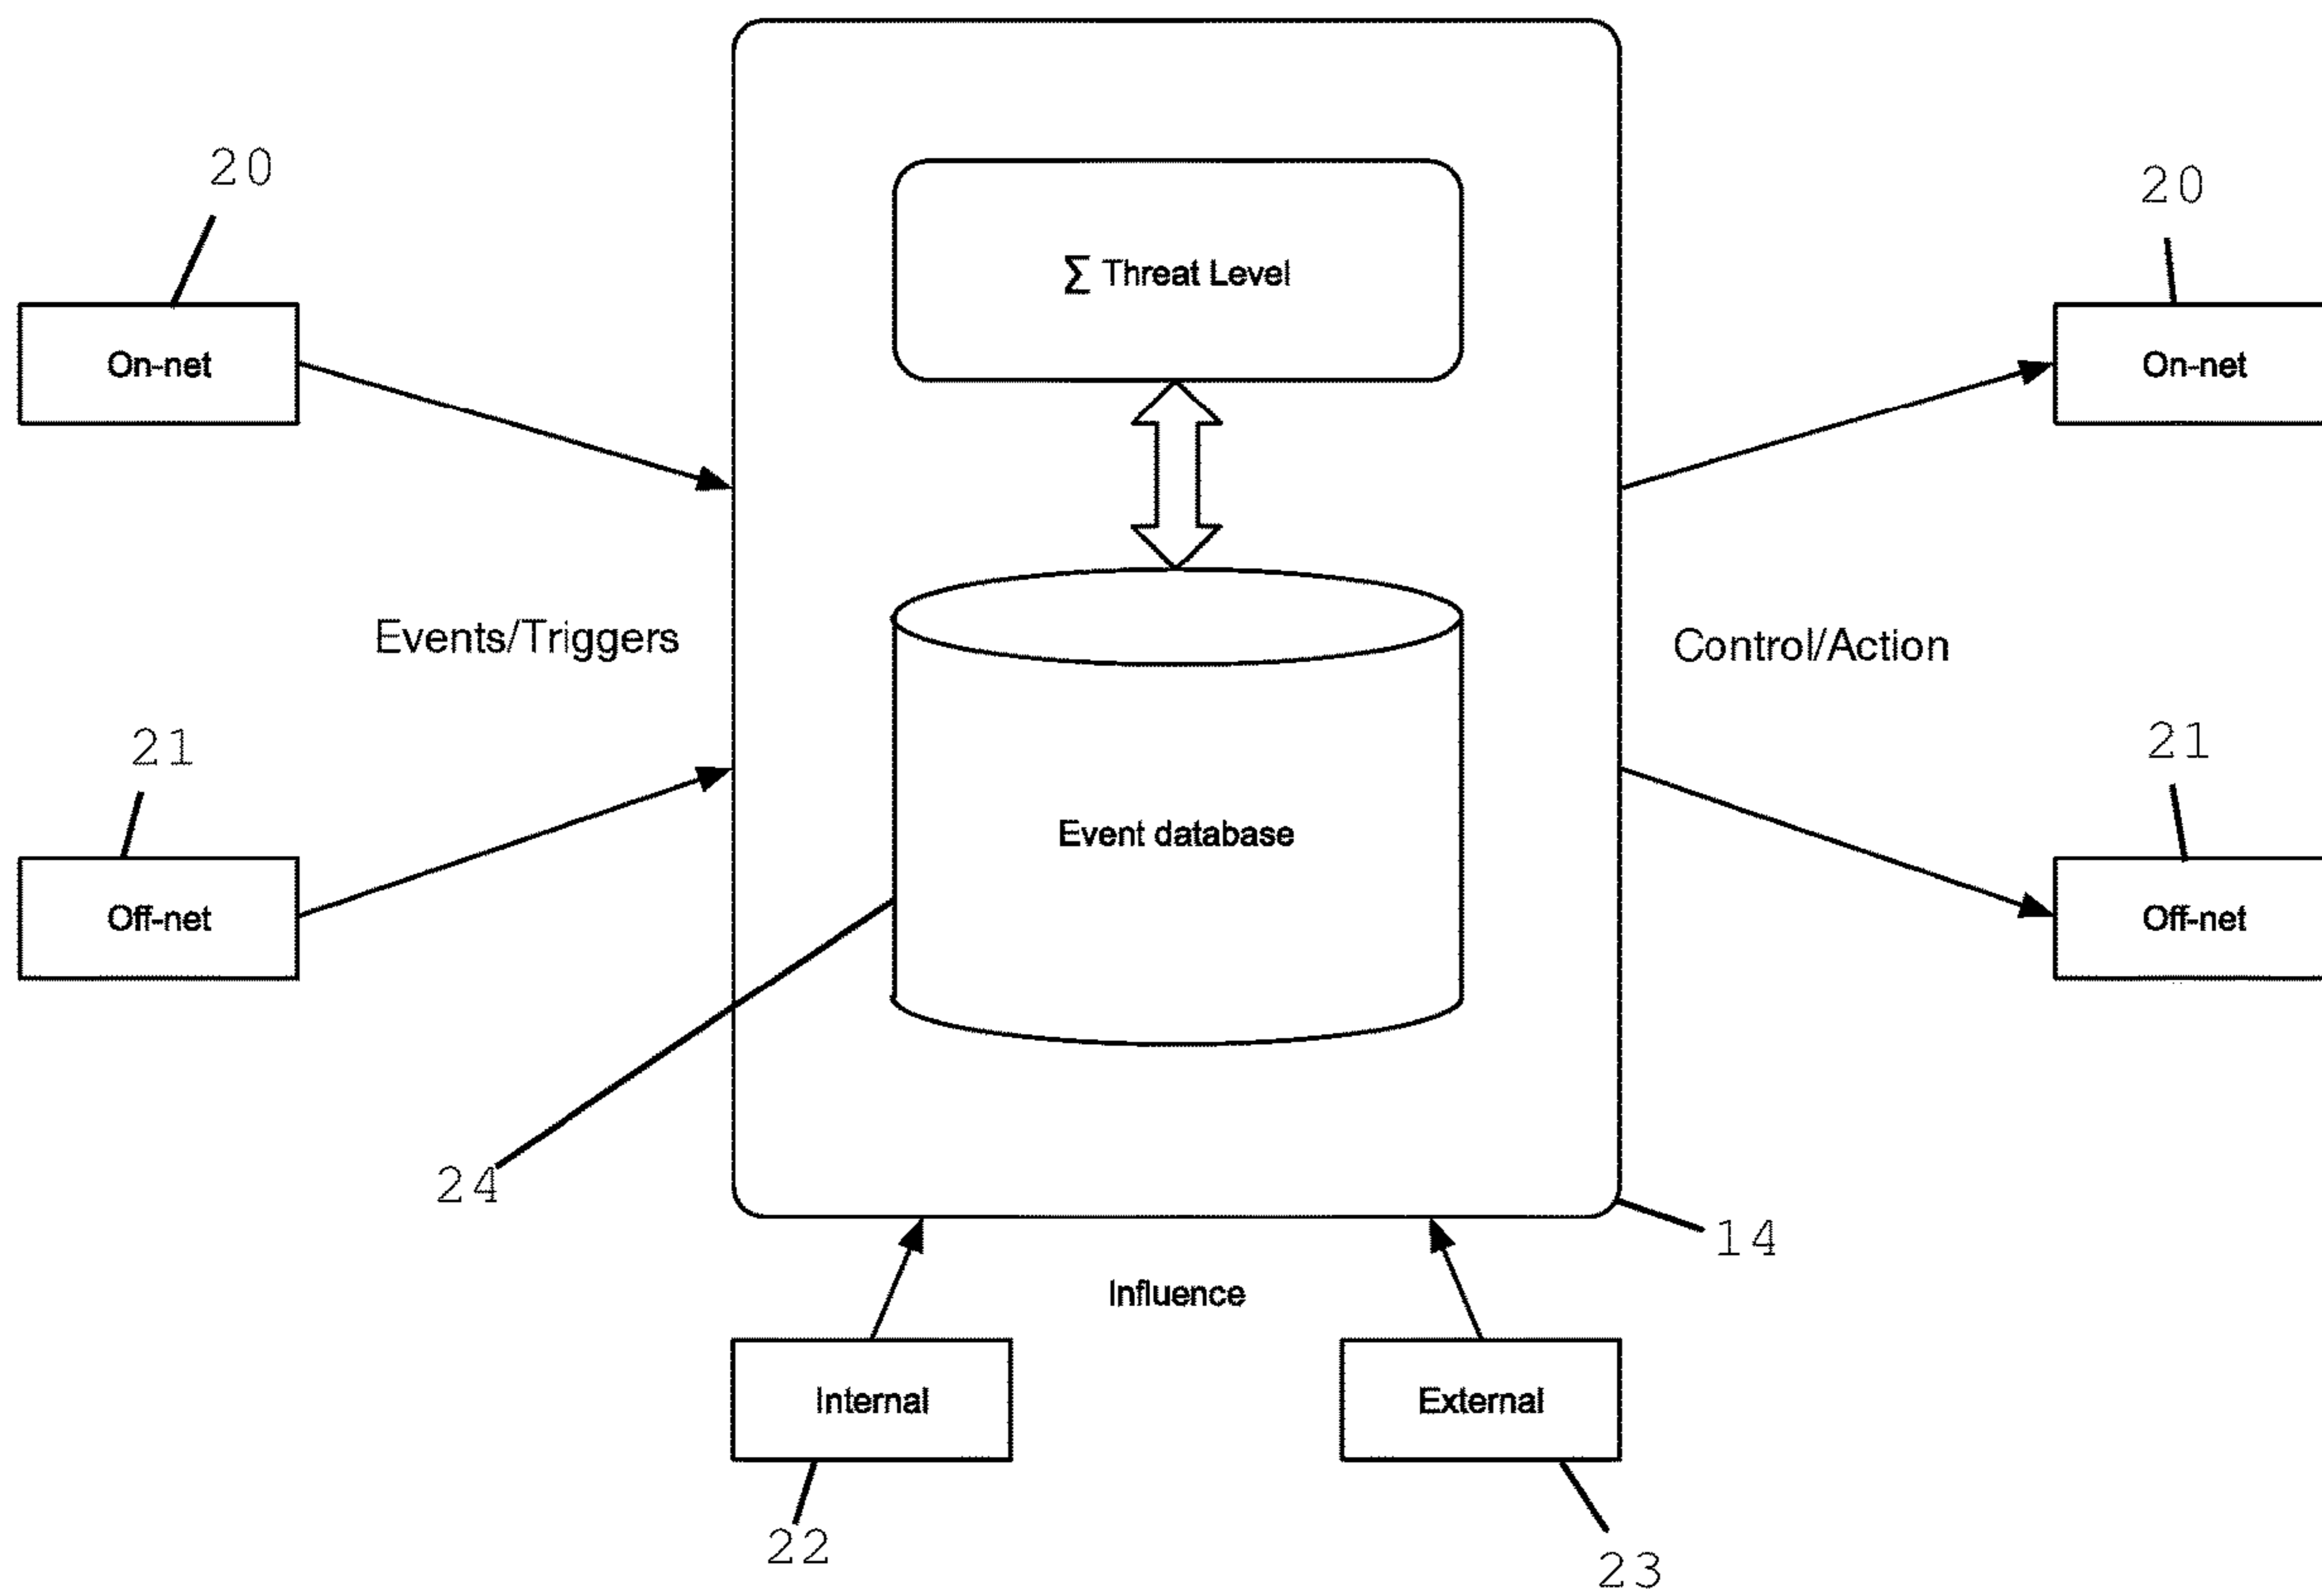 20
20
∑ Threat Level
On-net
On-net
Events/Triggers
Control/Action
21
21
Event database
Off-net
Off-net
24
14
Influence
Internal
External
22
23